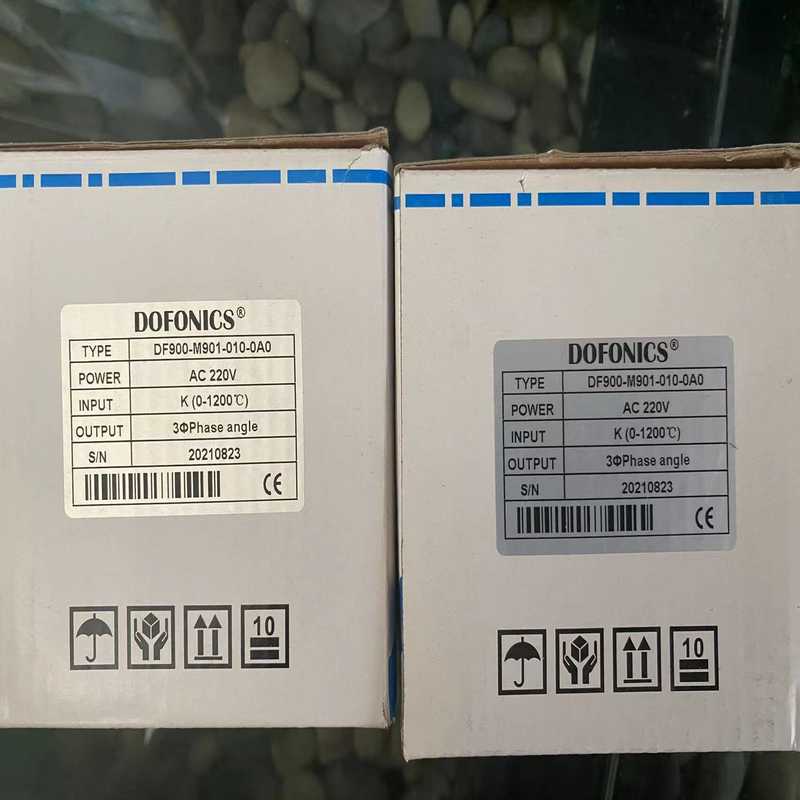 DOFONICS®
TYPE DF900-M901-010-0A0
POWER AC 220V
INPUT K (0-1200℃)
OUTPUT 3ΦPhase angle
S/N 20210823
CE
10
DOFONICS®
TYPE DF900-M901-010-0A0
POWER AC 220V
INPUT K (0-1200℃)
OUTPUT 3ΦPhase angle
S/N 20210823
CE
10